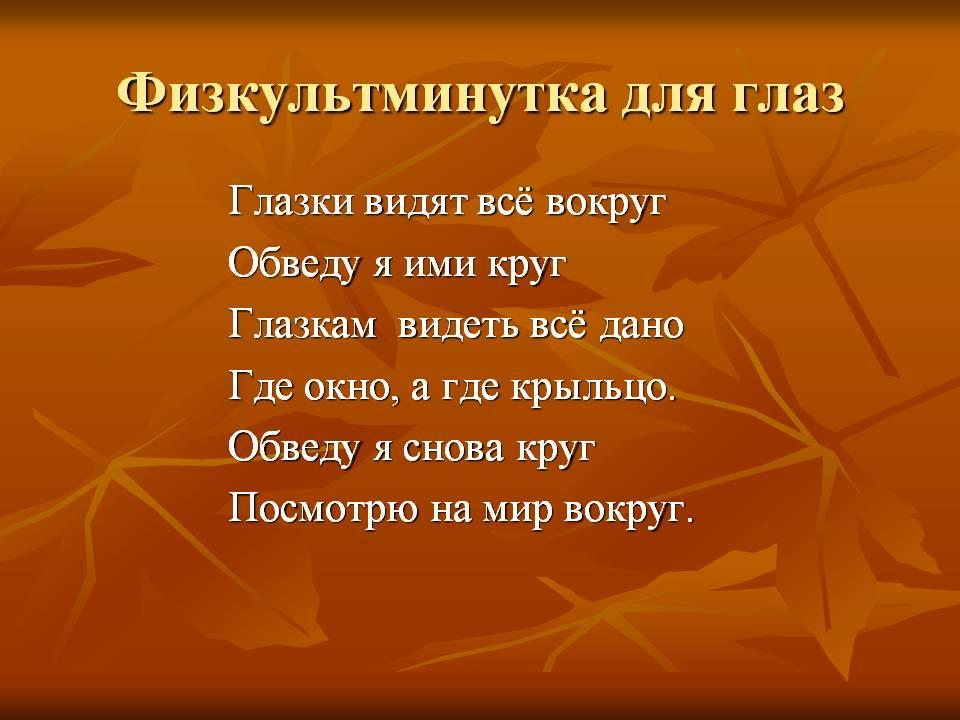 Физкультминутка для глаз
Глазки видят всё вокруг
Обведу я ими круг
Глазкам видеть всё дано
Где окно, а где крыльцо.
Обведу я снова круг
Посмотрю на мир вокруг.